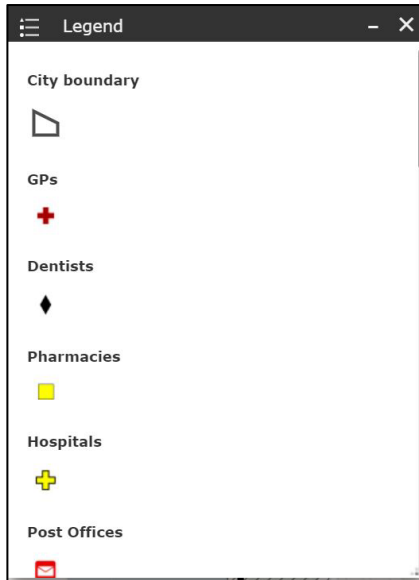 Legend
City boundary
GPs
Dentists
Pharmacies
Hospitals
Post Offices